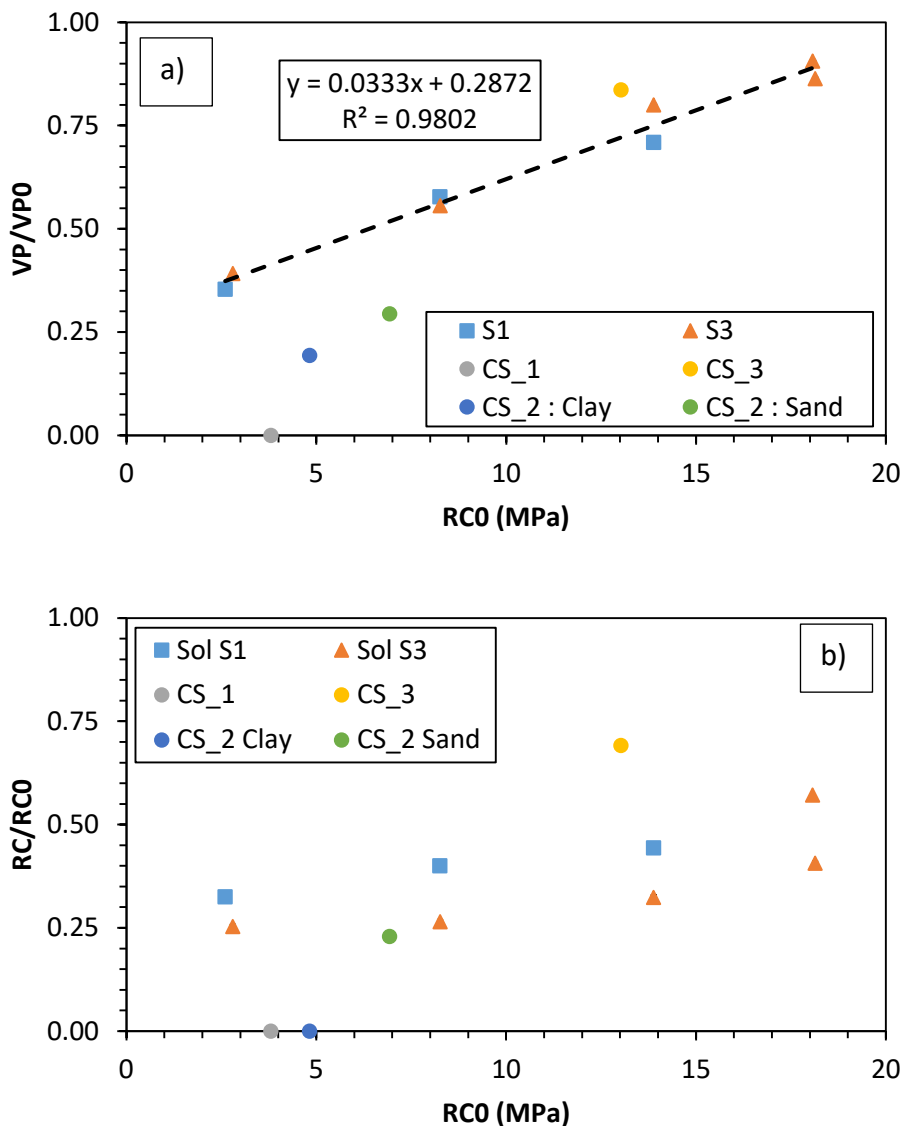 a)
y = 0.0333x + 0.2872
R² = 0.9802
1.00
0.75
0.50
0.25
0.00
VP/VP0
S1 S3
CS_1 CS_3
CS_2 : Clay CS_2 : Sand
0 5 10 15 20
RC0 (MPa)
b)
Sol S1 Sol S3
CS_1 CS_3
CS_2 Clay CS_2 Sand
1.00
0.75
0.50
0.25
0.00
RC/RC0
0 5 10 15 20
RC0 (MPa)